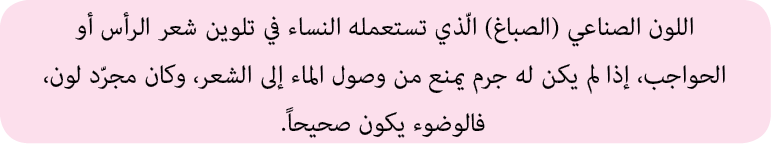 اللون الصناعي (الصباغ) الّذي تستعمله النساء في تلوين شعر الرأس أو
الحواجب، إذا لم يكن له جرم يمنع من وصول الماء إلى الشعر، وكان مجرّد لون،
فالوضوء يكون صحيحاً.